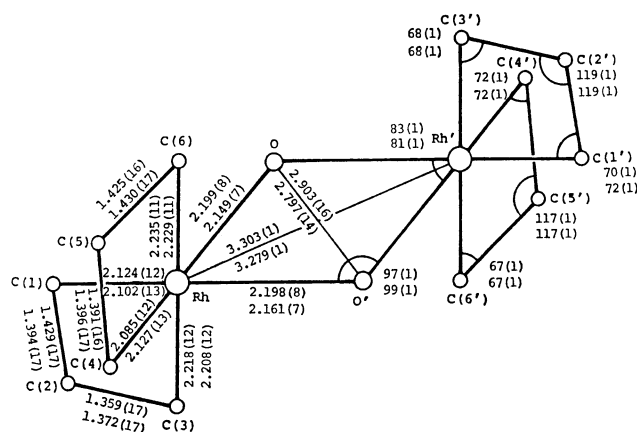 C(3')
68(1)
68(1)
C(4')
72(1)
72(1)
C(2')
119(1)
119(1)
83(1)
81(1)
Rh'
C(1')
70(1)
72(1)
C(6)
O
1.425(16)
1.430(17)
2.199(8)
2.149(7)
2.903(16)
2.797(14)
C(5')
117(1)
117(1)
2.235(11)
2.229(11)
C(5)
3.303(1)
3.279(1)
67(1)
67(1)
C(6')
C(1)
2.124(12)
2.102(13)
Rh
2.198(8)
2.161(7)
O'
97(1)
99(1)
1.429(17)
1.394(17)
1.391(16)
1.396(17)
2.085(12)
2.127(13)
2.218(12)
2.208(12)
C(4)
C(2)
1.359(17)
1.372(17)
C(3)